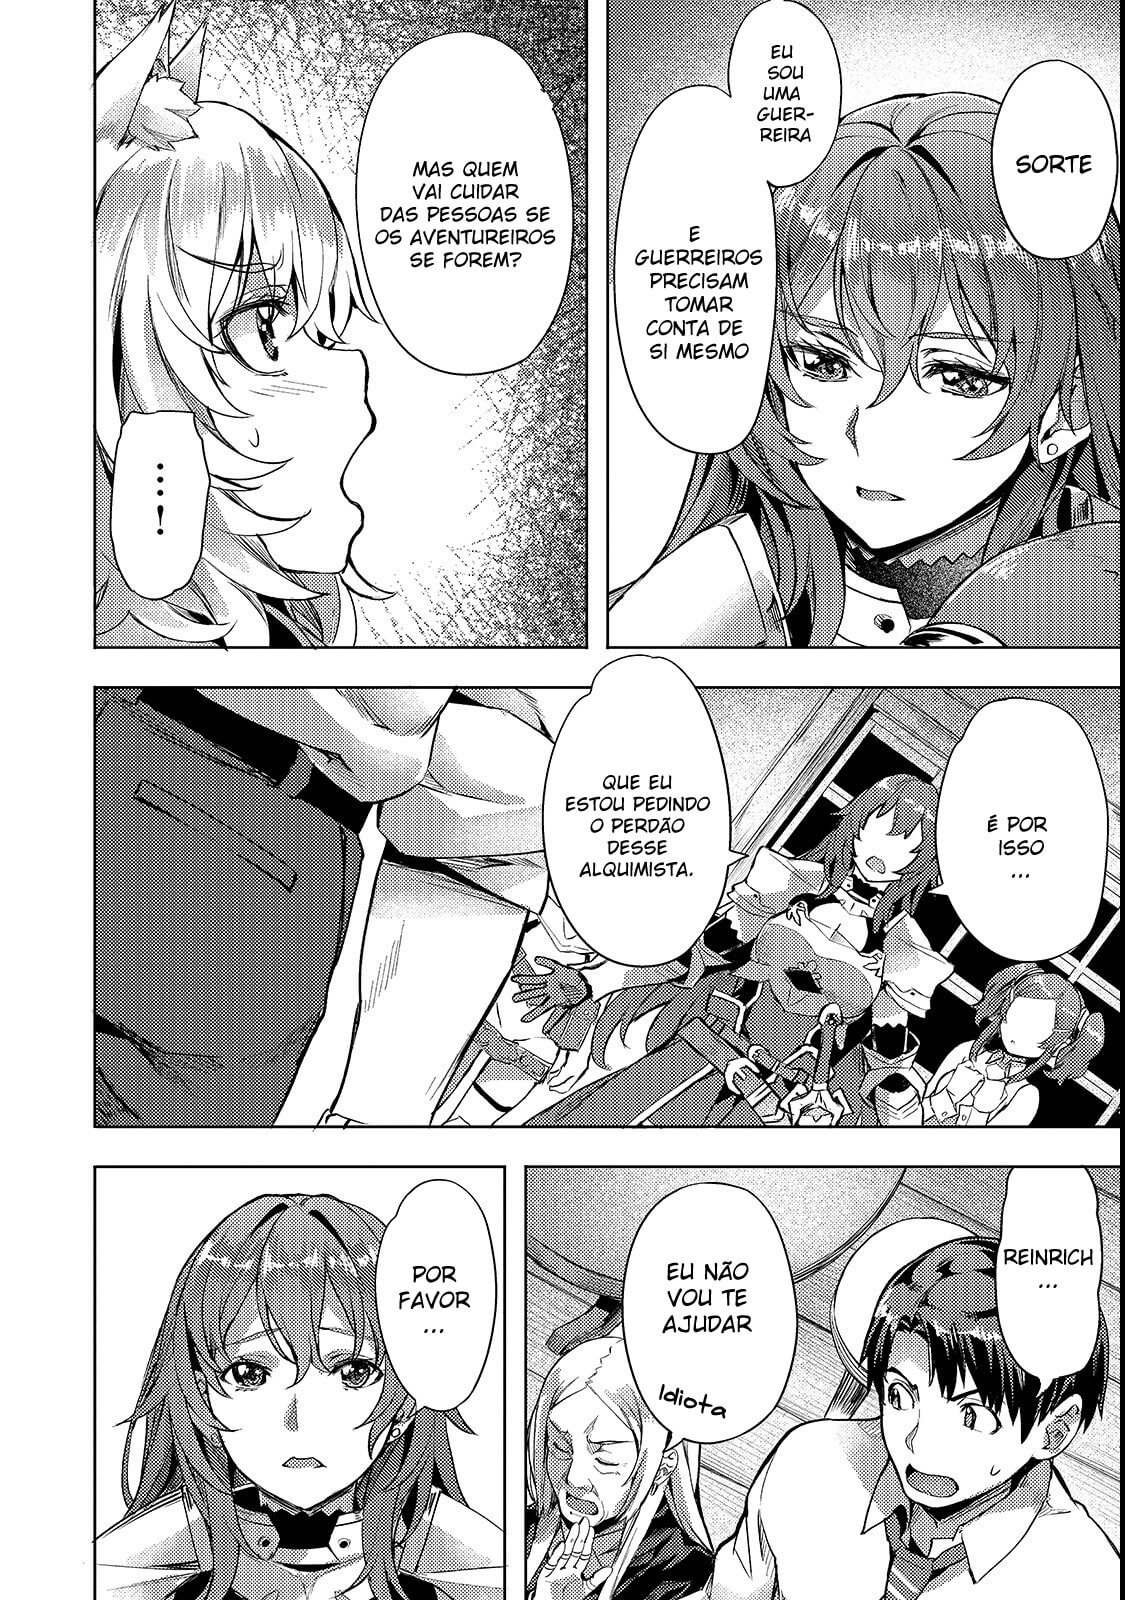 SORTE
EU
SOU
UMA
GUER-
REIRA
E
GUERREIROS
PRECISAM
TOMAR
CONTA DE
SI MESMO
MAS QUEM
VAI CUIDAR
DAS PESSOAS SE
OS AVENTUREIROS
SE FOREM?
...!
É POR
ISSO
...
QUE EU
ESTOU PEDINDO
O PERDÃO
DESSE
ALQUIMISTA.
REINRICH
...
EU NÃO
VOU TE
AJUDAR
Idiota
POR
FAVOR
...